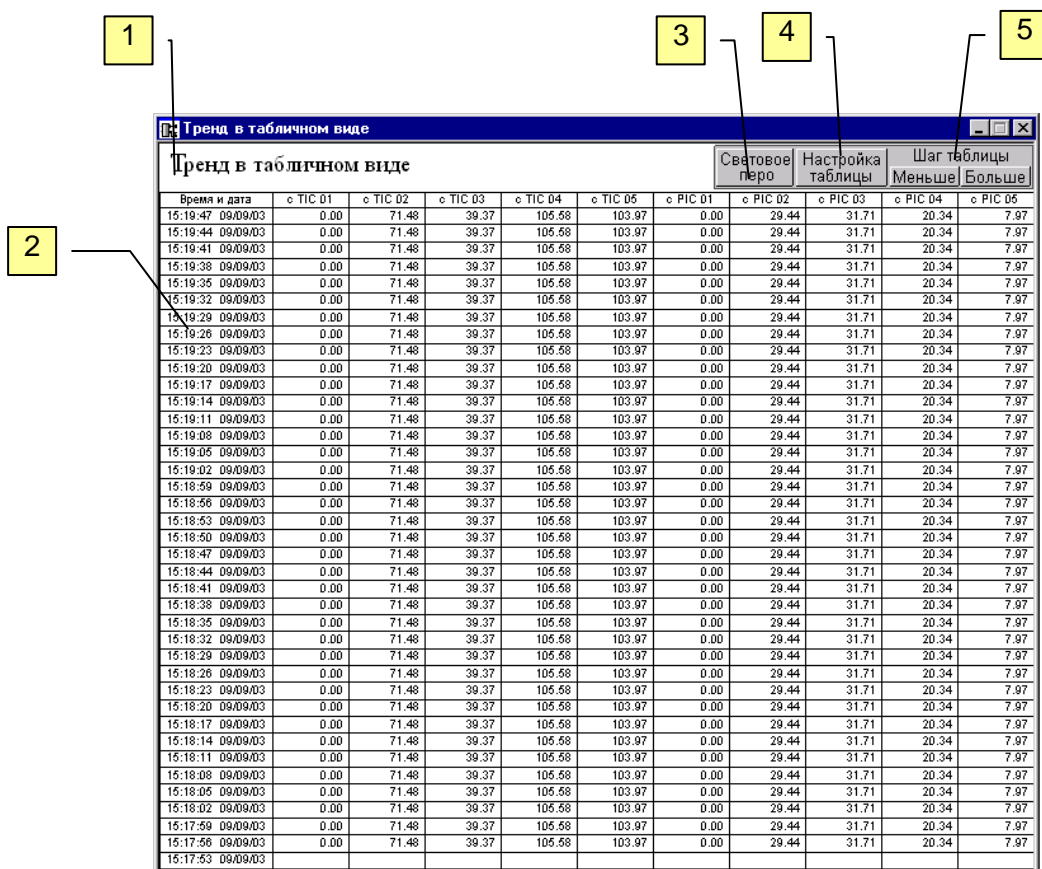 1
3
4
5
Тренд в табличном виде
Тренд в табличном виде
Световое перо
Настройка таблицы
Шаг таблицы
Меньше Больше
2
Время и дата с TIC 01 с TIC 02 с TIC 03 с TIC 04 с TIC 05 с PIC 01 с PIC 02 с PIC 03 с PIC 04 с PIC 05
15:19:47 09/09/03 0.00 71.48 39.37 105.58 103.97 0.00 29.44 31.71 20.34 7.97
15:19:44 09/09/03 0.00 71.48 39.37 105.58 103.97 0.00 29.44 31.71 20.34 7.97
15:19:41 09/09/03 0.00 71.48 39.37 105.58 103.97 0.00 29.44 31.71 20.34 7.97
15:19:38 09/09/03 0.00 71.48 39.37 105.58 103.97 0.00 29.44 31.71 20.34 7.97
15:19:35 09/09/03 0.00 71.48 39.37 105.58 103.97 0.00 29.44 31.71 20.34 7.97
15:19:32 09/09/03 0.00 71.48 39.37 105.58 103.97 0.00 29.44 31.71 20.34 7.97
15:19:29 09/09/03 0.00 71.48 39.37 105.58 103.97 0.00 29.44 31.71 20.34 7.97
15:19:26 09/09/03 0.00 71.48 39.37 105.58 103.97 0.00 29.44 31.71 20.34 7.97
15:19:23 09/09/03 0.00 71.48 39.37 105.58 103.97 0.00 29.44 31.71 20.34 7.97
15:19:20 09/09/03 0.00 71.48 39.37 105.58 103.97 0.00 29.44 31.71 20.34 7.97
15:19:17 09/09/03 0.00 71.48 39.37 105.58 103.97 0.00 29.44 31.71 20.34 7.97
15:19:14 09/09/03 0.00 71.48 39.37 105.58 103.97 0.00 29.44 31.71 20.34 7.97
15:19:11 09/09/03 0.00 71.48 39.37 105.58 103.97 0.00 29.44 31.71 20.34 7.97
15:19:08 09/09/03 0.00 71.48 39.37 105.58 103.97 0.00 29.44 31.71 20.34 7.97
15:19:05 09/09/03 0.00 71.48 39.37 105.58 103.97 0.00 29.44 31.71 20.34 7.97
15:19:02 09/09/03 0.00 71.48 39.37 105.58 103.97 0.00 29.44 31.71 20.34 7.97
15:18:59 09/09/03 0.00 71.48 39.37 105.58 103.97 0.00 29.44 31.71 20.34 7.97
15:18:56 09/09/03 0.00 71.48 39.37 105.58 103.97 0.00 29.44 31.71 20.34 7.97
15:18:53 09/09/03 0.00 71.48 39.37 105.58 103.97 0.00 29.44 31.71 20.34 7.97
15:18:50 09/09/03 0.00 71.48 39.37 105.58 103.97 0.00 29.44 31.71 20.34 7.97
15:18:47 09/09/03 0.00 71.48 39.37 105.58 103.97 0.00 29.44 31.71 20.34 7.97
15:18:44 09/09/03 0.00 71.48 39.37 105.58 103.97 0.00 29.44 31.71 20.34 7.97
15:18:41 09/09/03 0.00 71.48 39.37 105.58 103.97 0.00 29.44 31.71 20.34 7.97
15:18:38 09/09/03 0.00 71.48 39.37 105.58 103.97 0.00 29.44 31.71 20.34 7.97
15:18:35 09/09/03 0.00 71.48 39.37 105.58 103.97 0.00 29.44 31.71 20.34 7.97
15:18:32 09/09/03 0.00 71.48 39.37 105.58 103.97 0.00 29.44 31.71 20.34 7.97
15:18:29 09/09/03 0.00 71.48 39.37 105.58 103.97 0.00 29.44 31.71 20.34 7.97
15:18:26 09/09/03 0.00 71.48 39.37 105.58 103.97 0.00 29.44 31.71 20.34 7.97
15:18:23 09/09/03 0.00 71.48 39.37 105.58 103.97 0.00 29.44 31.71 20.34 7.97
15:18:20 09/09/03 0.00 71.48 39.37 105.58 103.97 0.00 29.44 31.71 20.34 7.97
15:18:17 09/09/03 0.00 71.48 39.37 105.58 103.97 0.00 29.44 31.71 20.34 7.97
15:18:14 09/09/03 0.00 71.48 39.37 105.58 103.97 0.00 29.44 31.71 20.34 7.97
15:18:11 09/09/03 0.00 71.48 39.37 105.58 103.97 0.00 29.44 31.71 20.34 7.97
15:18:08 09/09/03 0.00 71.48 39.37 105.58 103.97 0.00 29.44 31.71 20.34 7.97
15:18:05 09/09/03 0.00 71.48 39.37 105.58 103.97 0.00 29.44 31.71 20.34 7.97
15:18:02 09/09/03 0.00 71.48 39.37 105.58 103.97 0.00 29.44 31.71 20.34 7.97
15:17:59 09/09/03 0.00 71.48 39.37 105.58 103.97 0.00 29.44 31.71 20.34 7.97
15:17:56 09/09/03 0.00 71.48 39.37 105.58 103.97 0.00 29.44 31.71 20.34 7.97
15:17:53 09/09/03